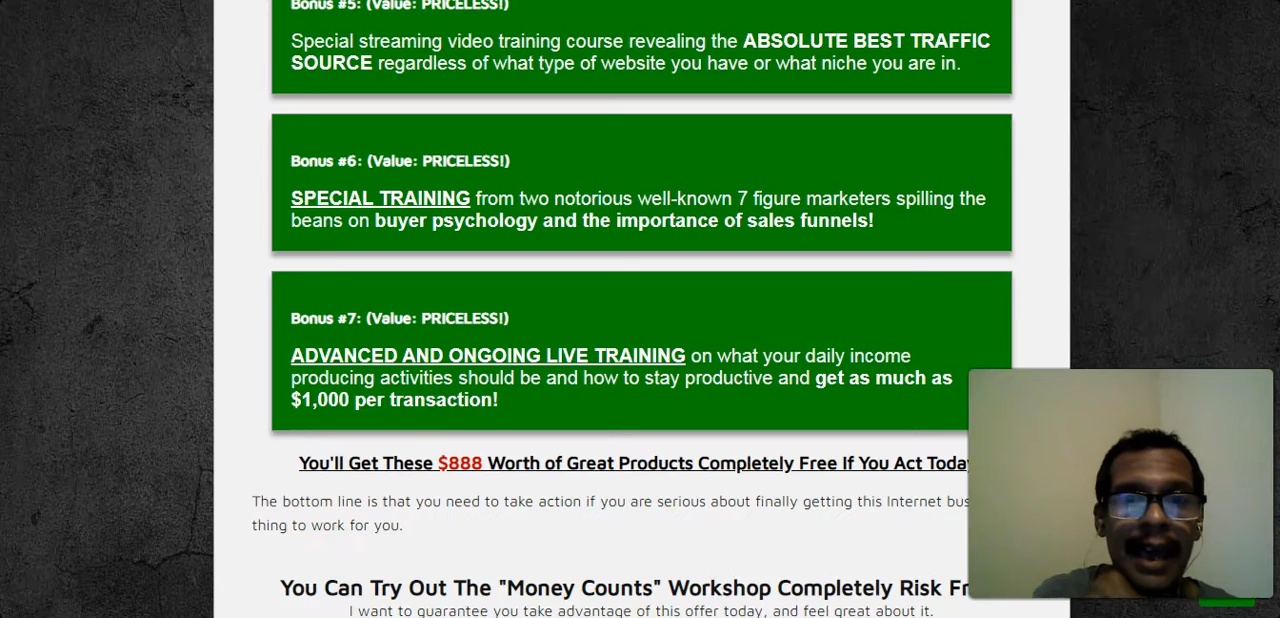 Bonus #5: (Value: PRICELESS!)
Special streaming video training course revealing the ABSOLUTE BEST TRAFFIC
SOURCE regardless of what type of website you have or what niche you are in.
Bonus #6: (Value: PRICELESS!)
SPECIAL TRAINING from two notorious well-known 7 figure marketers spilling the
beans on buyer psychology and the importance of sales funnels!
Bonus #7: (Value: PRICELESS!)
ADVANCED AND ONGOING LIVE TRAINING on what your daily income
producing activities should be and how to stay productive and get as much as
$1,000 per transaction!
You'll Get These $888 Worth of Great Products Completely Free If You Act
The bottom line is that you need to take action if you are serious about finally getting this Internet
thing to work for you.
You Can Try Out The "Money Counts" Workshop Completely Risk
I want to guarantee you take advantage of this offer today, and feel great about it.